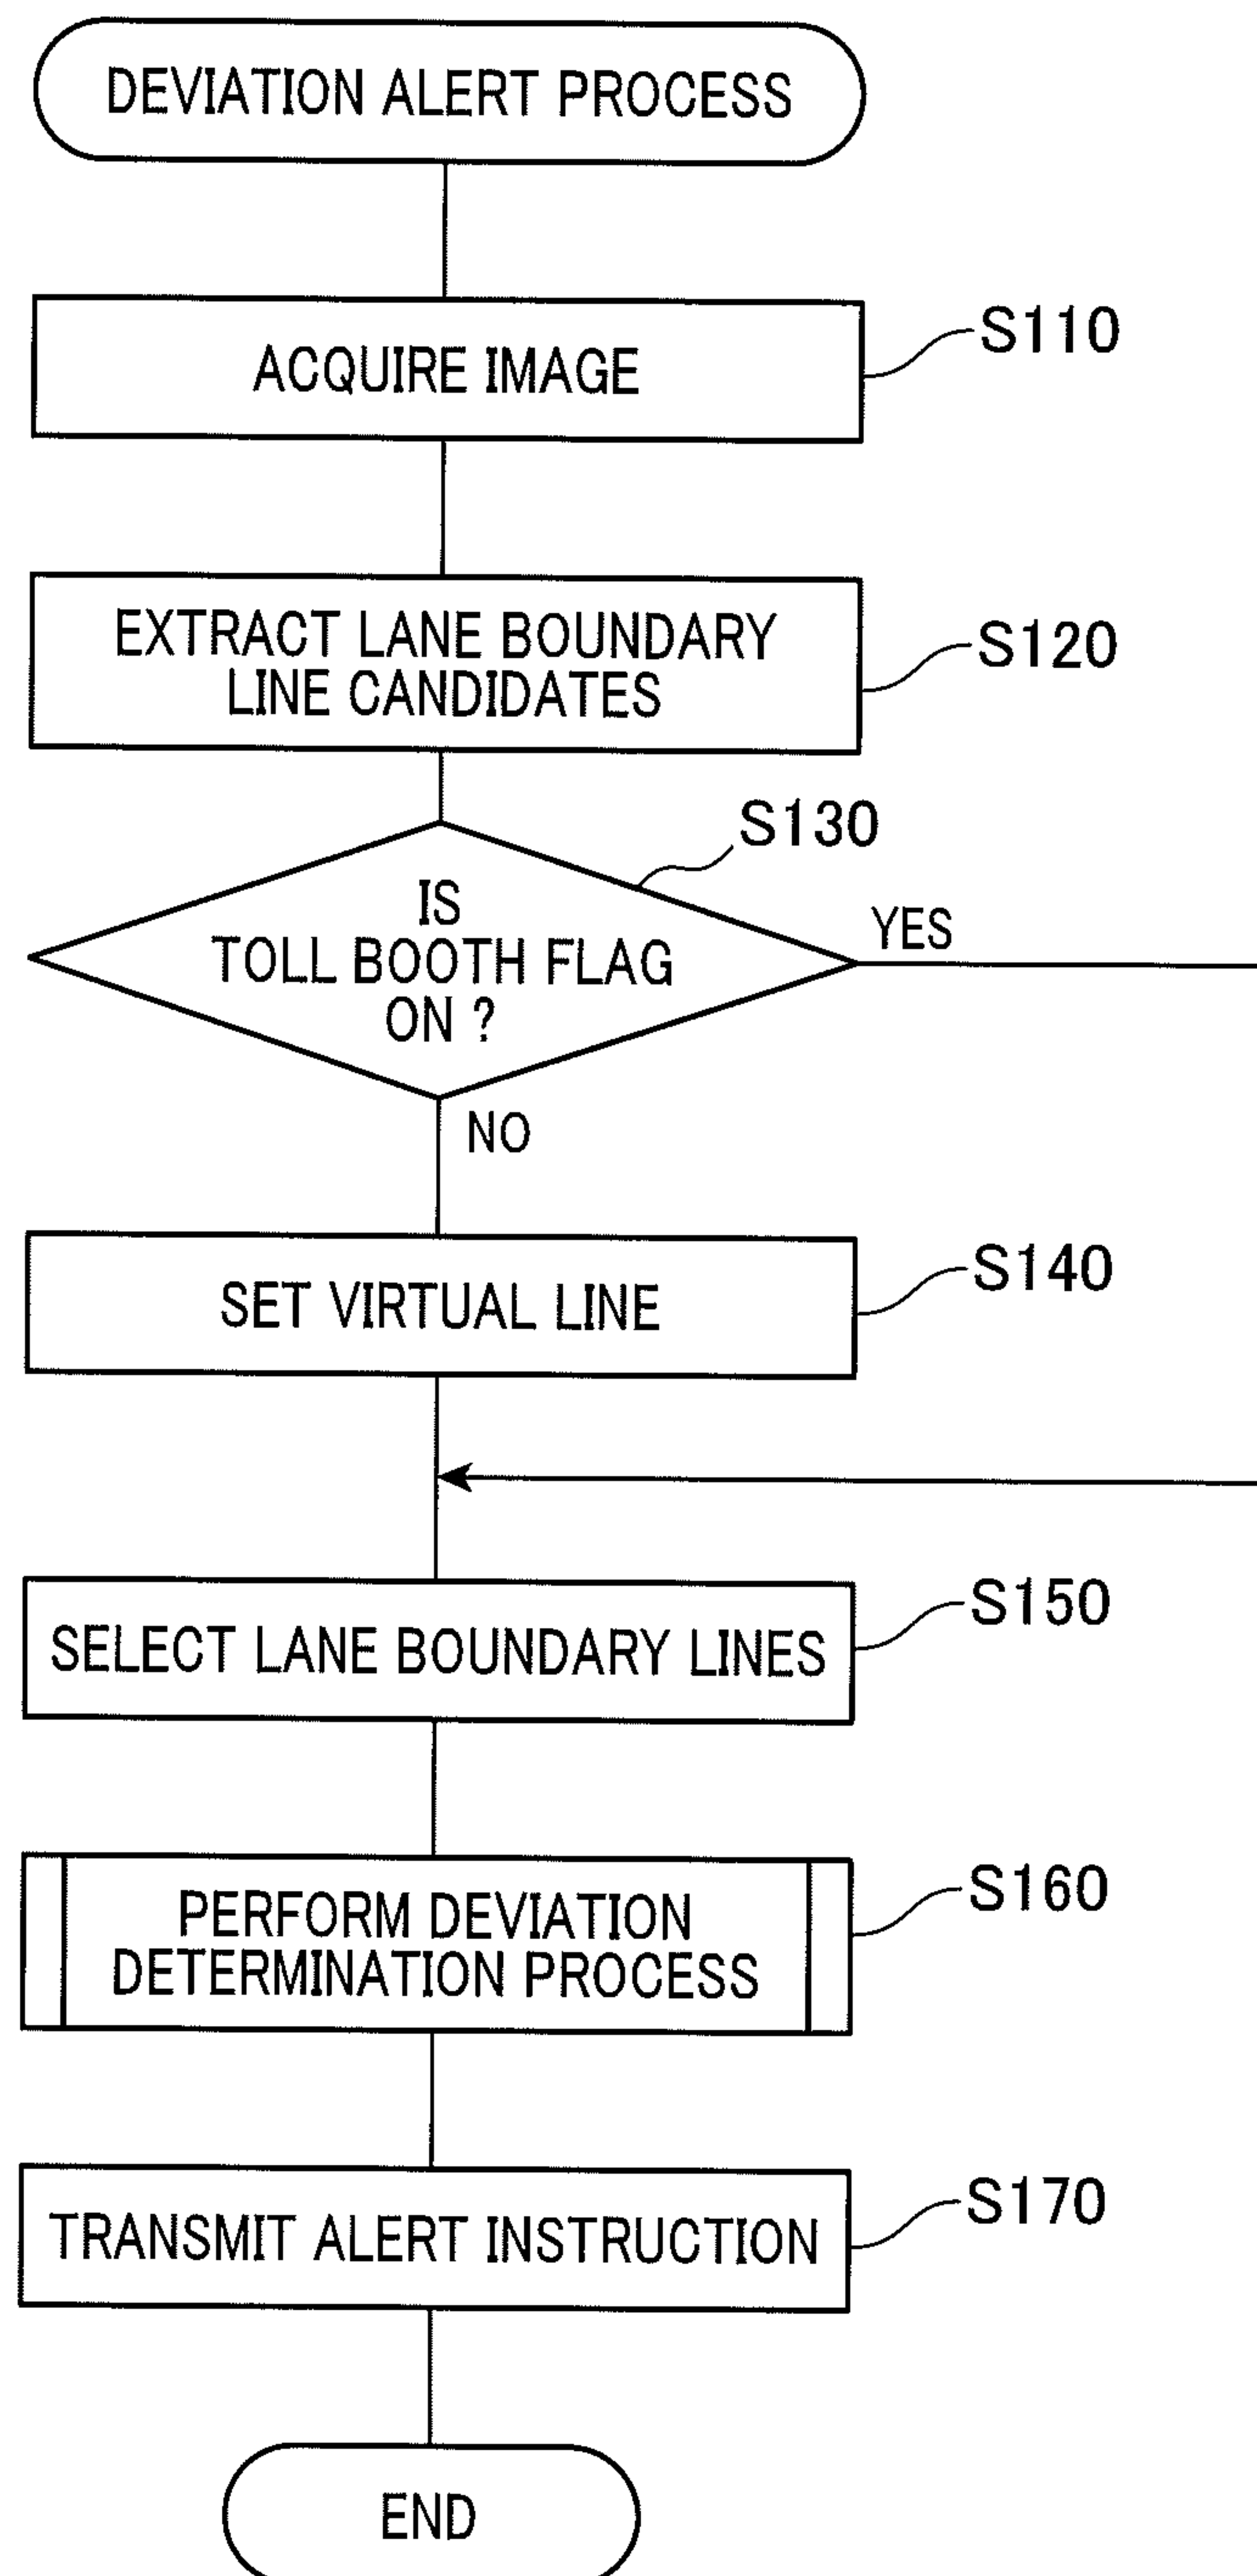 DEVIATION ALERT PROCESS
ACQUIRE IMAGE
S110
EXTRACT LANE BOUNDARY
LINE CANDIDATES
S120
S130
IS
TOLL BOOTH FLAG
ON ?
YES
NO
SET VIRTUAL LINE
S140
SELECT LANE BOUNDARY LINES
S150
PERFORM DEVIATION
DETERMINATION PROCESS
S160
TRANSMIT ALERT INSTRUCTION
S170
END